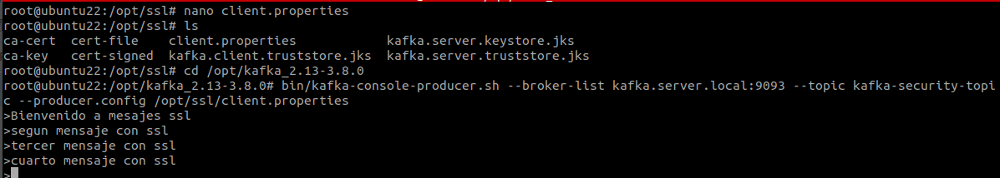 root@ubuntu22:/opt/ssl# nano client.properties
root@ubuntu22:/opt/ssl# ls
ca-cert  cert-file    client.properties           kafka.server.keystore.jks
ca-key   cert-signed  kafka.client.truststore.jks  kafka.server.truststore.jks
root@ubuntu22:/opt/ssl# cd /opt/kafka_2.13-3.8.0
root@ubuntu22:/opt/kafka_2.13-3.8.0# bin/kafka-console-producer.sh --broker-list kafka.server.local:9093 --topic kafka-security-topi
c --producer.config /opt/ssl/client.properties
>Bienvenido a mesajes ssl
>segun mensaje con ssl
>tercer mensaje con ssl
>cuarto mensaje con ssl
>